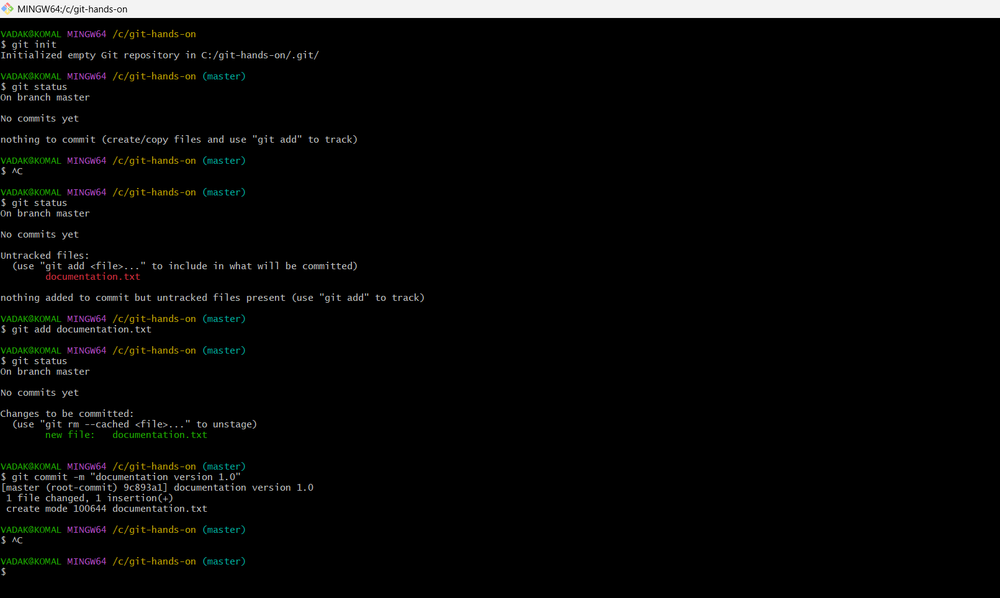 MINGW64:/c/git-hands-on
VADAK@KOMAL MINGW64 /c/git-hands-on
$ git init
Initialized empty Git repository in C:/git-hands-on/.git/
VADAK@KOMAL MINGW64 /c/git-hands-on (master)
$ git status
On branch master
No commits yet
nothing to commit (create/copy files and use "git add" to track)
VADAK@KOMAL MINGW64 /c/git-hands-on (master)
$ ^C
VADAK@KOMAL MINGW64 /c/git-hands-on (master)
$ git status
On branch master
No commits yet
Untracked files:
  (use "git add <file>..." to include in what will be committed)
        documentation.txt
nothing added to commit but untracked files present (use "git add" to track)
VADAK@KOMAL MINGW64 /c/git-hands-on (master)
$ git add documentation.txt
VADAK@KOMAL MINGW64 /c/git-hands-on (master)
$ git status
On branch master
No commits yet
Changes to be committed:
  (use "git rm --cached <file>..." to unstage)
        new file:   documentation.txt
VADAK@KOMAL MINGW64 /c/git-hands-on (master)
$ git commit -m "documentation version 1.0"
[master (root-commit) 9c893a1] documentation version 1.0
 1 file changed, 1 insertion(+)
 create mode 100644 documentation.txt
VADAK@KOMAL MINGW64 /c/git-hands-on (master)
$ ^C
VADAK@KOMAL MINGW64 /c/git-hands-on (master)
$